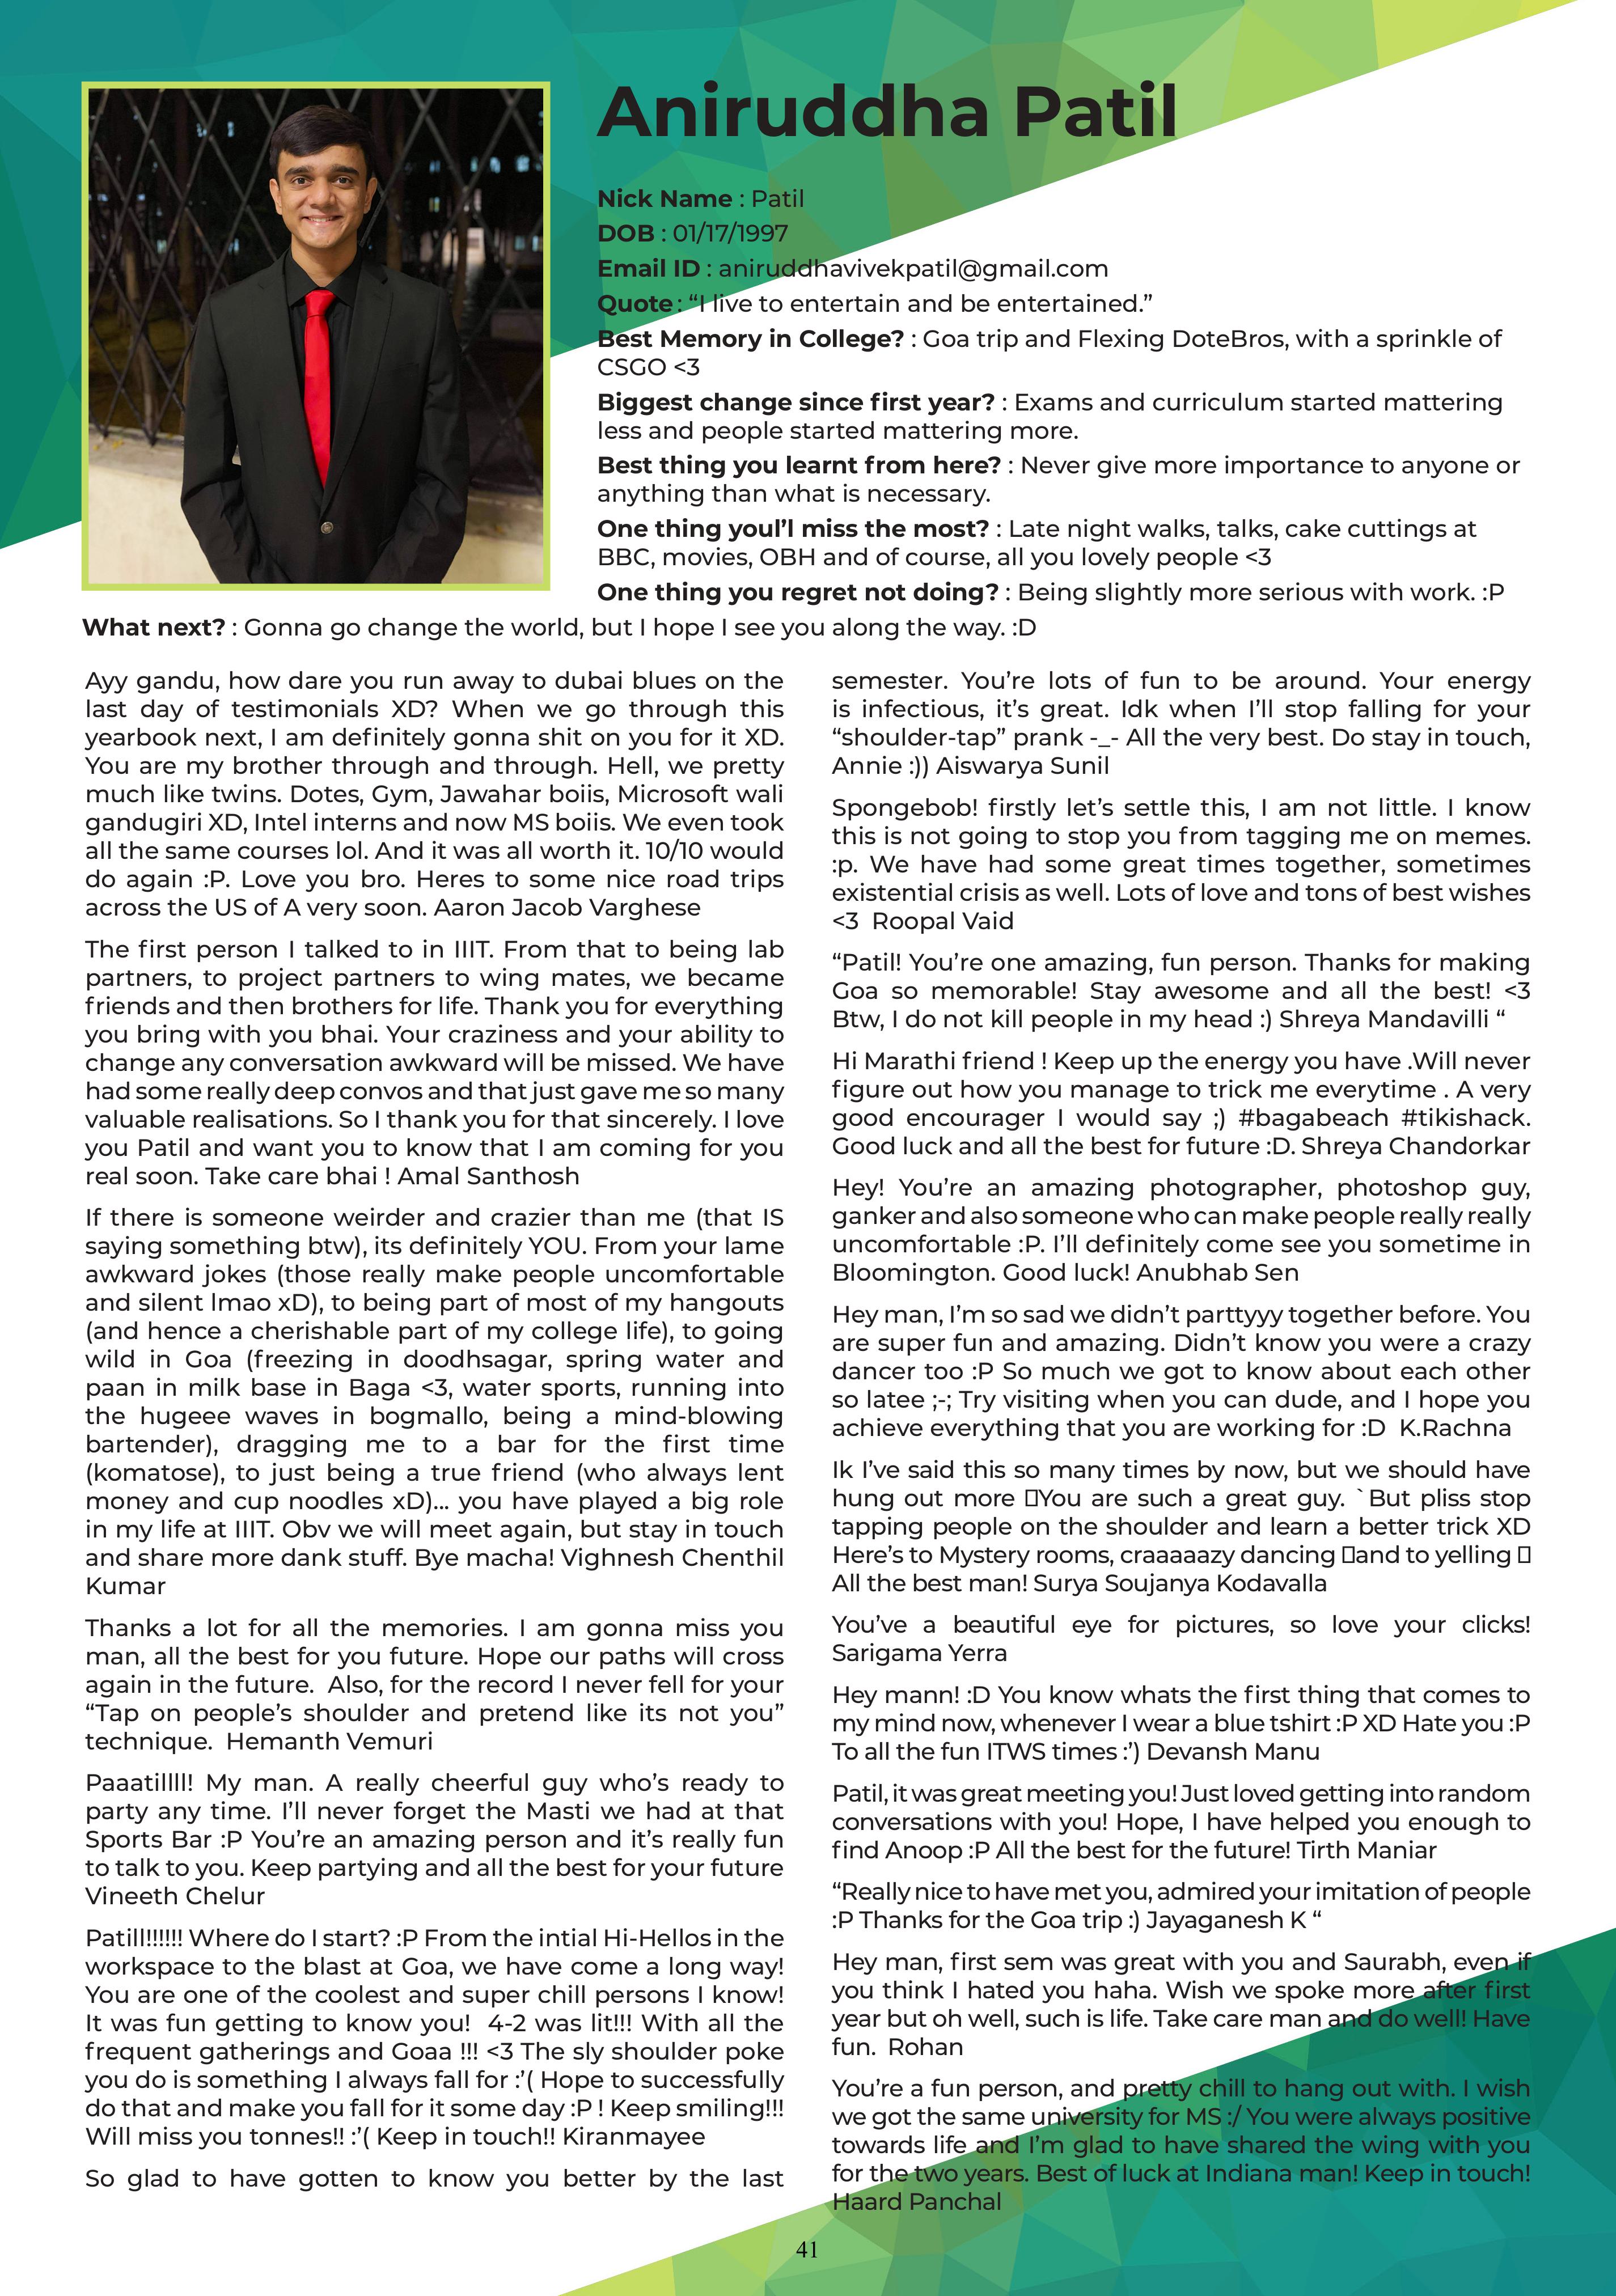 Aniruddha Patil
Nick Name : Patil
DOB : 01/17/1997
Email ID : aniruddhavivekpatil@gmail.com
Quote : “I live to entertain and be entertained.”
Best Memory in College? : Goa trip and Flexing DoteBros, with a sprinkle of
CSGO <3
Biggest change since first year? : Exams and curriculum started mattering
less and people started mattering more.
Best thing you learnt from here? : Never give more importance to anyone or
anything than what is necessary.
One thing youl’l miss the most? : Late night walks, talks, cake cuttings at
BBC, movies, OBH and of course, all you lovely people <3
One thing you regret not doing? : Being slightly more serious with work. :P
What next? : Gonna go change the world, but I hope I see you along the way. :D
Ayy gandu, how dare you run away to dubai blues on the
last day of testimonials XD? When we go through this
yearbook next, I am definitely gonna shit on you for it XD.
You are my brother through and through. Hell, we pretty
much like twins. Dotes, Gym, Jawahar boiis, Microsoft wali
gandugiri XD, Intel interns and now MS boiis. We even took
all the same courses lol. And it was all worth it. 10/10 would
do again :P. Love you bro. Heres to some nice road trips
across the US of A very soon. Aaron Jacob Varghese
The first person I talked to in IIIT. From that to being lab
partners, to project partners to wing mates, we became
friends and then brothers for life. Thank you for everything
you bring with you bhai. Your craziness and your ability to
change any conversation awkward will be missed. We have
had some really deep convos and that just gave me so many
valuable realisations. So I thank you for that sincerely. I love
you Patil and want you to know that I am coming for you
real soon. Take care bhai ! Amal Santhosh
If there is someone weirder and crazier than me (that IS
saying something btw), its definitely YOU. From your lame
awkward jokes (those really make people uncomfortable
and silent lmao xD), to being part of most of my hangouts
(and hence a cherishable part of my college life), to going
wild in Goa (freezing in doodhsagar, spring water and
paan in milk base in Baga <3, water sports, running into
the hugeee waves in bogmallo, being a mind-blowing
bartender), dragging me to a bar for the first time
(komatose), to just being a true friend (who always lent
money and cup noodles xD)... you have played a big role
in my life at IIIT. Obv we will meet again, but stay in touch
and share more dank stuff. Bye macha! Vighnesh Chenthil
Kumar
Thanks a lot for all the memories. I am gonna miss you
man, all the best for you future. Hope our paths will cross
again in the future.  Also, for the record I never fell for your
“Tap on people’s shoulder and pretend like its not you”
technique.  Hemanth Vemuri
Paaatillll! My man. A really cheerful guy who’s ready to
party any time. I’ll never forget the Masti we had at that
Sports Bar :P You’re an amazing person and it’s really fun
to talk to you. Keep partying and all the best for your future
Vineeth Chelur
Patill!!!!!! Where do I start? :P From the intial Hi-Hellos in the
workspace to the blast at Goa, we have come a long way!
You are one of the coolest and super chill persons I know!
It was fun getting to know you!  4-2 was lit!!! With all the
frequent gatherings and Goaa !!! <3 The sly shoulder poke
you do is something I always fall for :’( Hope to successfully
do that and make you fall for it some day :P ! Keep smiling!!!
Will miss you tonnes!! :’( Keep in touch!! Kiranmayee
So glad to have gotten to know you better by the last
semester. You’re lots of fun to be around. Your energy
is infectious, it’s great. Idk when I’ll stop falling for your
“shoulder-tap” prank -_- All the very best. Do stay in touch,
Annie :)) Aiswarya Sunil
Spongebob! firstly let’s settle this, I am not little. I know
this is not going to stop you from tagging me on memes.
:p. We have had some great times together, sometimes
existential crisis as well. Lots of love and tons of best wishes
<3  Roopal Vaid
“Patil! You’re one amazing, fun person. Thanks for making
Goa so memorable! Stay awesome and all the best! <3
Btw, I do not kill people in my head :) Shreya Mandavilli “
Hi Marathi friend ! Keep up the energy you have .Will never
figure out how you manage to trick me everytime . A very
good encourager I would say ;) #bagabeach #tikishack.
Good luck and all the best for future :D. Shreya Chandorkar
Hey! You’re an amazing photographer, photoshop guy,
ganker and also someone who can make people really really
uncomfortable :P. I’ll definitely come see you sometime in
Bloomington. Good luck! Anubhab Sen
Hey man, I’m so sad we didn’t parttyyy together before. You
are super fun and amazing. Didn’t know you were a crazy
dancer too :P So much we got to know about each other
so latee ;-; Try visiting when you can dude, and I hope you
achieve everything that you are working for :D  K.Rachna
Ik I’ve said this so many times by now, but we should have
hung out more ▯You are such a great guy. `But pliss stop
tapping people on the shoulder and learn a better trick XD
Here’s to Mystery rooms, craaaaazy dancing ▯and to yelling ▯
All the best man! Surya Soujanya Kodavalla
You’ve a beautiful eye for pictures, so love your clicks!
Sarigama Yerra
Hey mann! :D You know whats the first thing that comes to
my mind now, whenever I wear a blue tshirt :P XD Hate you :P
To all the fun ITWS times :’) Devansh Manu
Patil, it was great meeting you! Just loved getting into random
conversations with you! Hope, I have helped you enough to
find Anoop :P All the best for the future! Tirth Maniar
“Really nice to have met you, admired your imitation of people
:P Thanks for the Goa trip :) Jayaganesh K “
Hey man, first sem was great with you and Saurabh, even if
you think I hated you haha. Wish we spoke more after first
year but oh well, such is life. Take care man and do well! Have
fun.  Rohan
You’re a fun person, and pretty chill to hang out with. I wish
we got the same university for MS :/ You were always positive
towards life and I’m glad to have shared the wing with you
for the two years. Best of luck at Indiana man! Keep in touch!
Haard Panchal
41